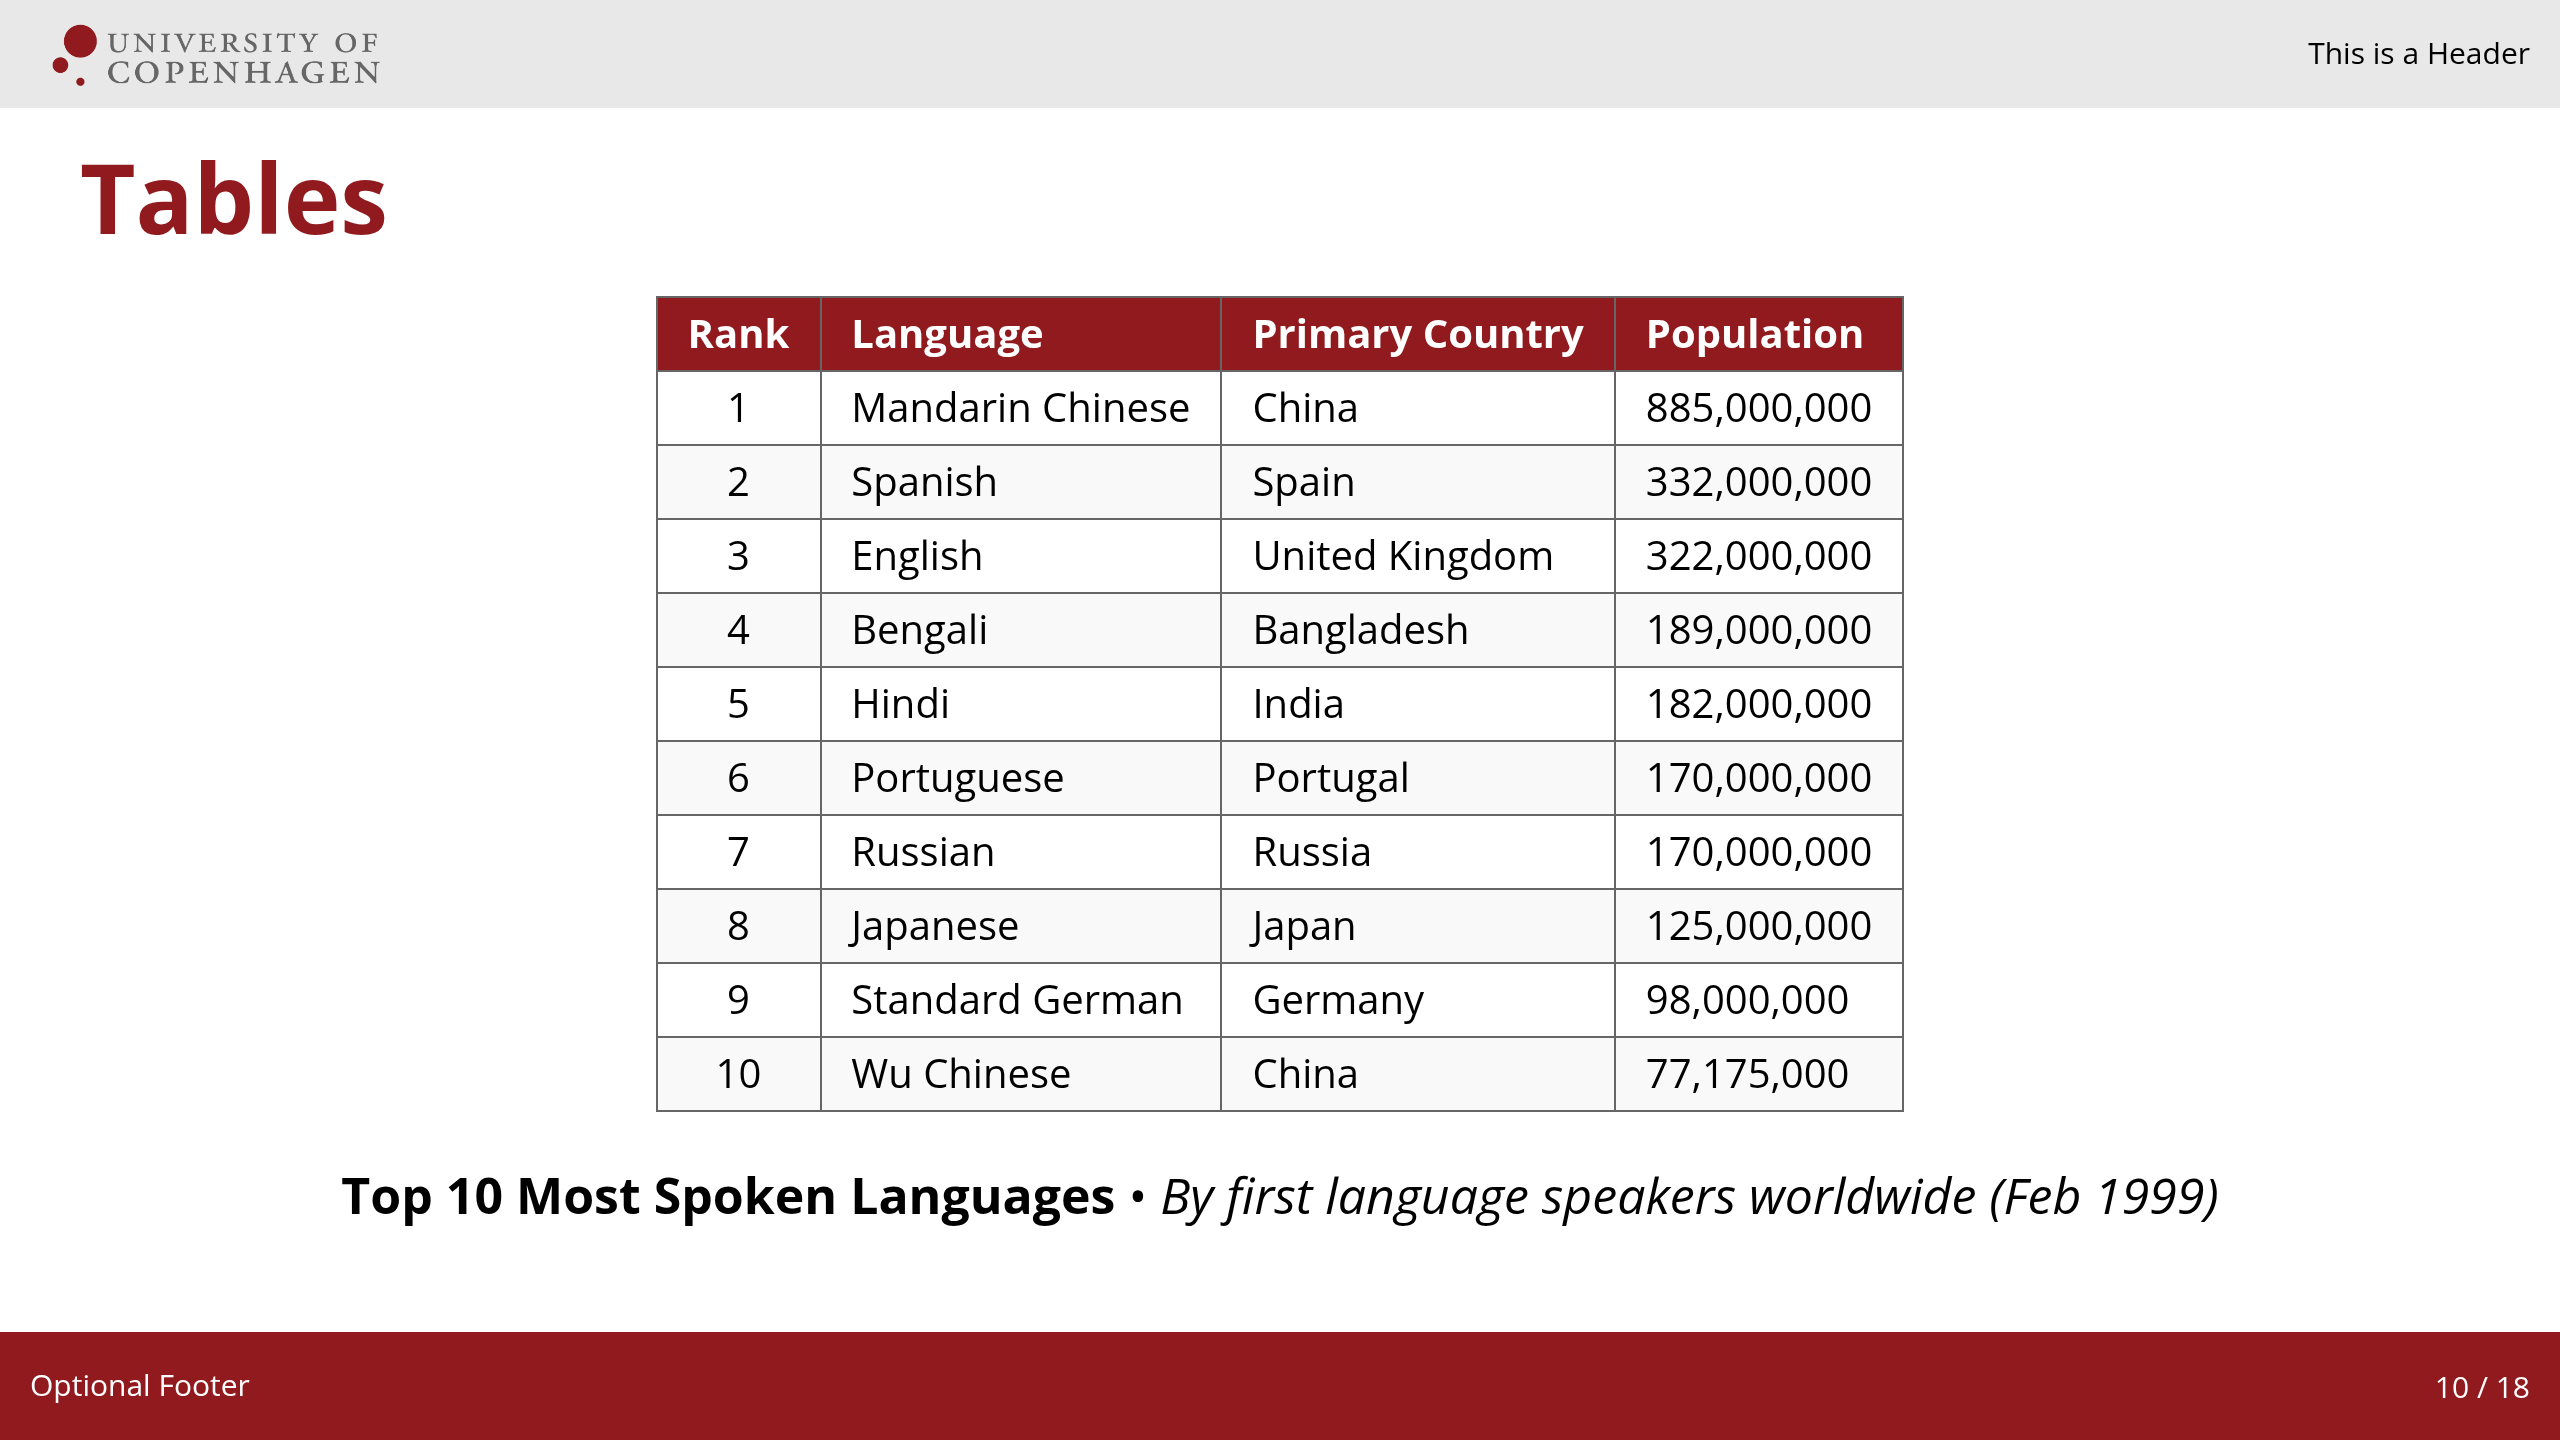 UNIVERSITY OF
COPENHAGEN
This is a Header
Tables
Rank Language Primary Country Population
1 Mandarin Chinese China 885,000,000
2 Spanish Spain 332,000,000
3 English United Kingdom 322,000,000
4 Bengali Bangladesh 189,000,000
5 Hindi India 182,000,000
6 Portuguese Portugal 170,000,000
7 Russian Russia 170,000,000
8 Japanese Japan 125,000,000
9 Standard German Germany 98,000,000
10 Wu Chinese China 77,175,000
Top 10 Most Spoken Languages • By first language speakers worldwide (Feb 1999)
Optional Footer
10 / 18